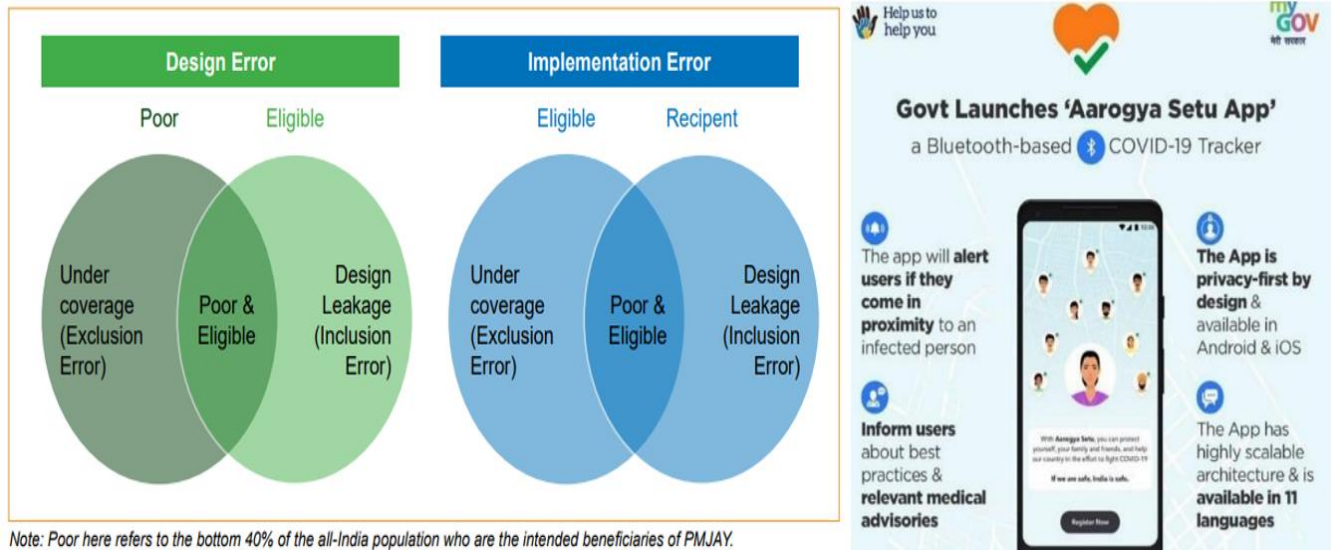 Design Error
Implementation Error
Poor
Eligible
Eligible
Recipent
Under
coverage
(Exclusion
Error)
Poor &
Eligible
Design
Leakage
(Inclusion
Error)
Under
coverage
(Exclusion
Error)
Poor &
Eligible
Design
Leakage
(Inclusion
Error)
Note: Poor here refers to the bottom 40% of the all-India population who are the intended beneficiaries of PMJAY.
Help us to
help you
my
GOV
मेरी सरकार
Govt Launches ‘Aarogya Setu App’
a Bluetooth-based COVID-19 Tracker
The app will alert
users if they
come in
proximity to an
infected person
Inform users
about best
practices &
relevant medical
advisories
With Aarogya Setu, you can protect
yourself, your family and friends, and help
our country in the effort to fight COVID-19
If we are safe, India is safe.
Register Now
The App is
privacy-first by
design &
available in
Android & iOS
The App has
highly scalable
architecture & is
available in 11
languages